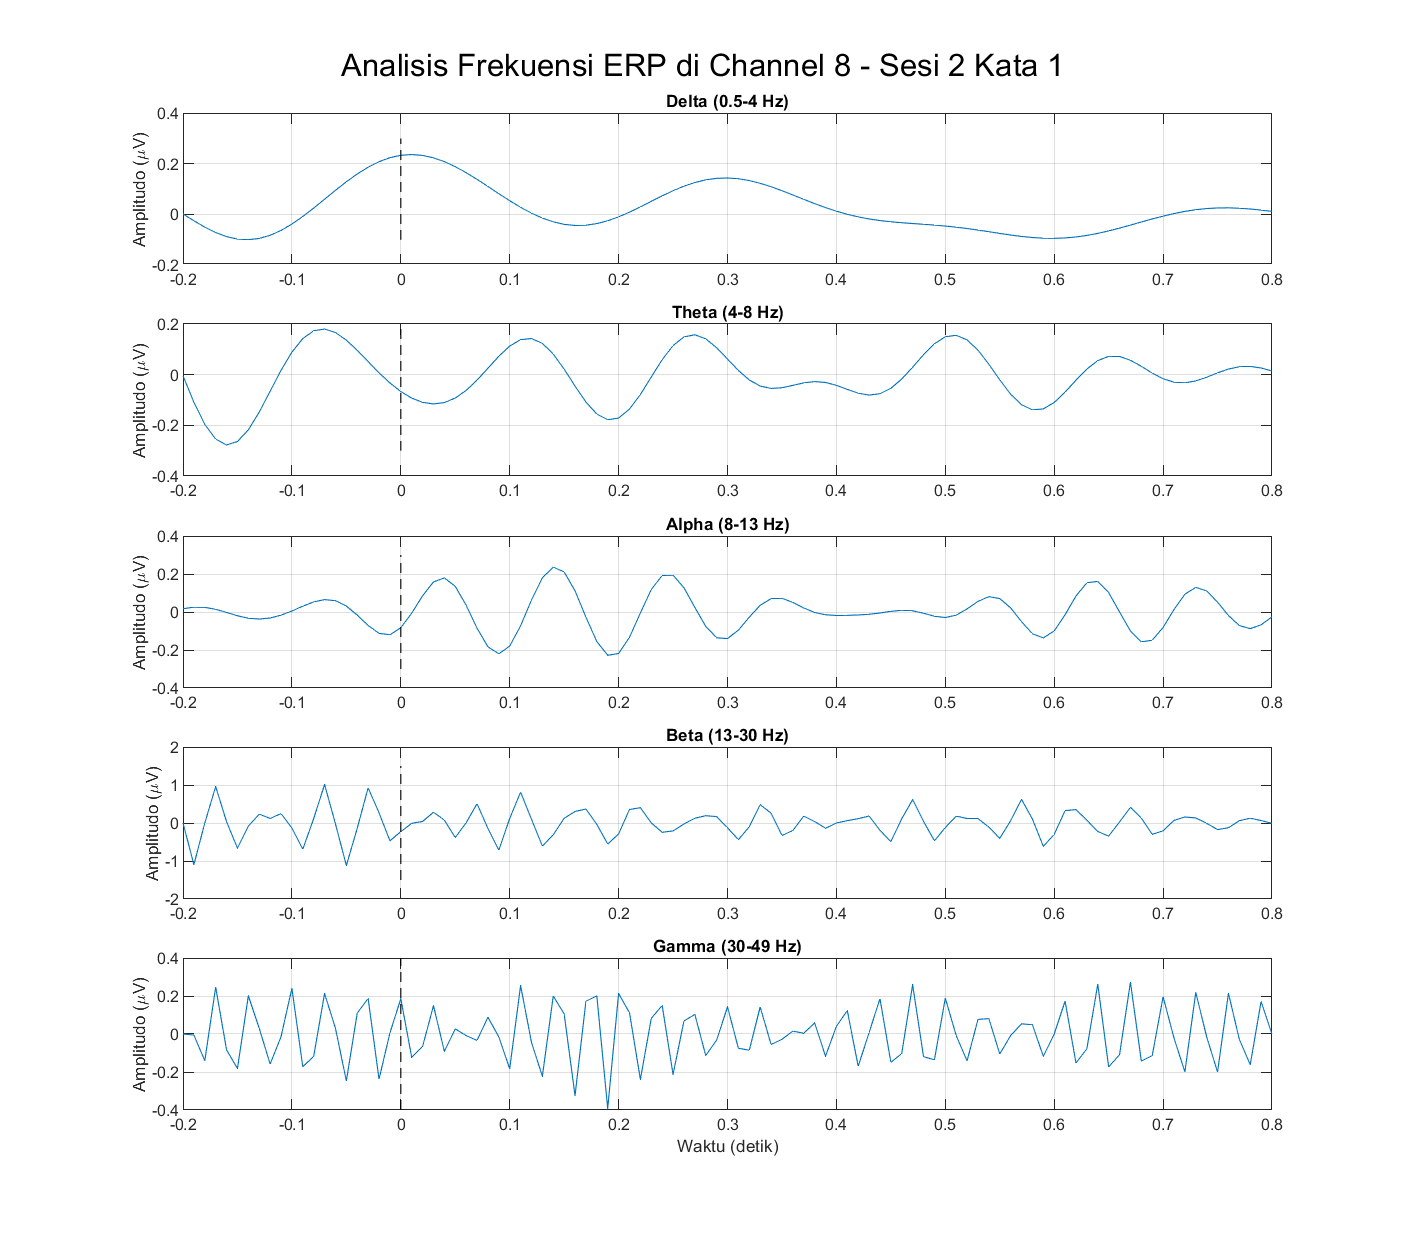 Analisis Frekuensi ERP di Channel 8 - Sesi 2 Kata 1
Delta (0.5-4 Hz)
Amplitudo (μV)
0.4
0.2
0
-0.2
-0.2 -0.1 0 0.1 0.2 0.3 0.4 0.5 0.6 0.7 0.8
Theta (4-8 Hz)
Amplitudo (μV)
0.2
0
-0.2
-0.4
-0.2 -0.1 0 0.1 0.2 0.3 0.4 0.5 0.6 0.7 0.8
Alpha (8-13 Hz)
Amplitudo (μV)
0.4
0.2
0
-0.2
-0.4
-0.2 -0.1 0 0.1 0.2 0.3 0.4 0.5 0.6 0.7 0.8
Beta (13-30 Hz)
Amplitudo (μV)
2
1
0
-1
-2
-0.2 -0.1 0 0.1 0.2 0.3 0.4 0.5 0.6 0.7 0.8
Gamma (30-49 Hz)
Amplitudo (μV)
0.4
0.2
0
-0.2
-0.4
-0.2 -0.1 0 0.1 0.2 0.3 0.4 0.5 0.6 0.7 0.8
Waktu (detik)